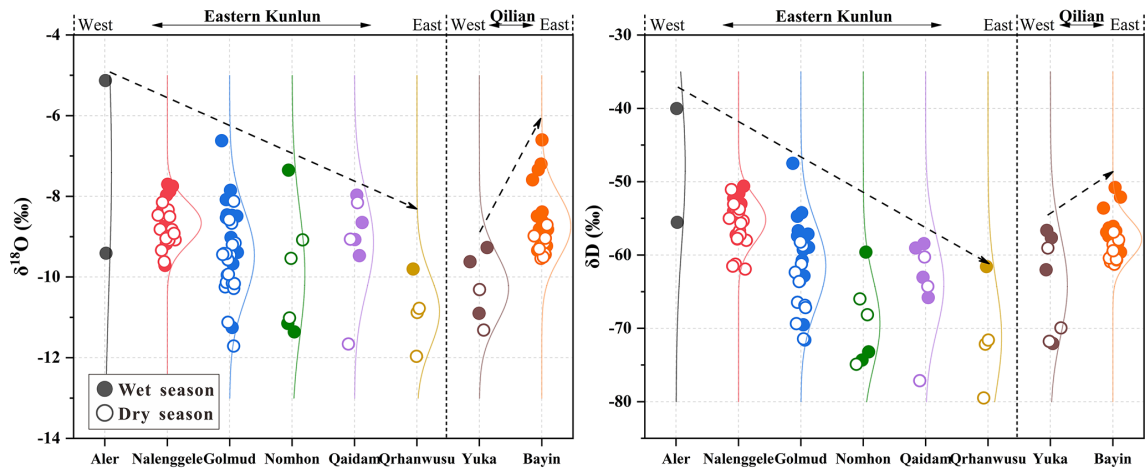 Eastern Kunlun
Qilian
West
East
West
East
-4
-6
-8
-10
-12
-14
δ¹⁸O (‰)
Wet season
Dry season
Aler
Nalenggele
Golmud
Nomhon
Qaidam
Qrhanwusu
Yuka
Bayin
Eastern Kunlun
Qilian
West
East
West
East
-30
-40
-50
-60
-70
-80
δD (‰)
Aler
Nalenggele
Golmud
Nomhon
Qaidam
Qrhanwusu
Yuka
Bayin